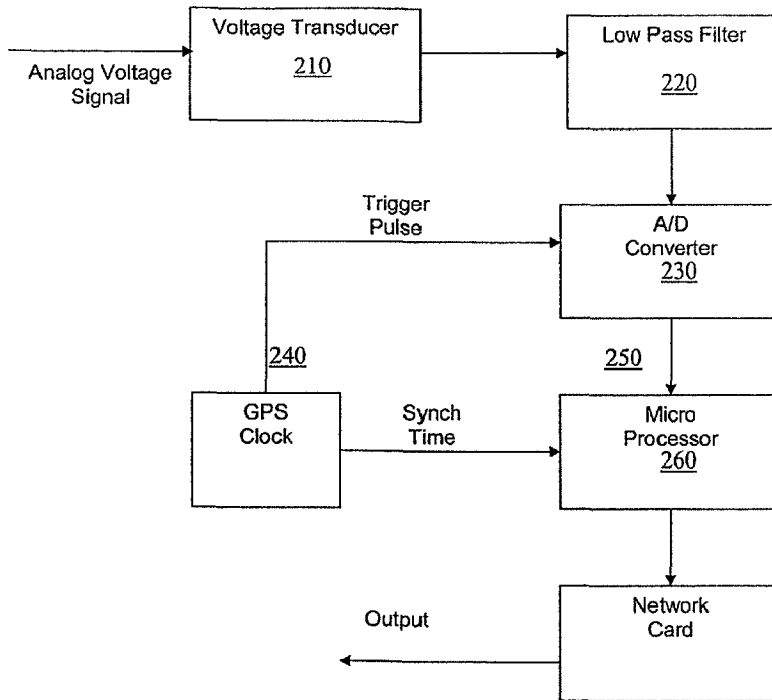 Voltage Transducer
210
Low Pass Filter
220
Analog Voltage
Signal
Trigger
Pulse
A/D
Converter
230
240
250
GPS
Clock
Synch
Time
Micro
Processor
260
Output
Network
Card